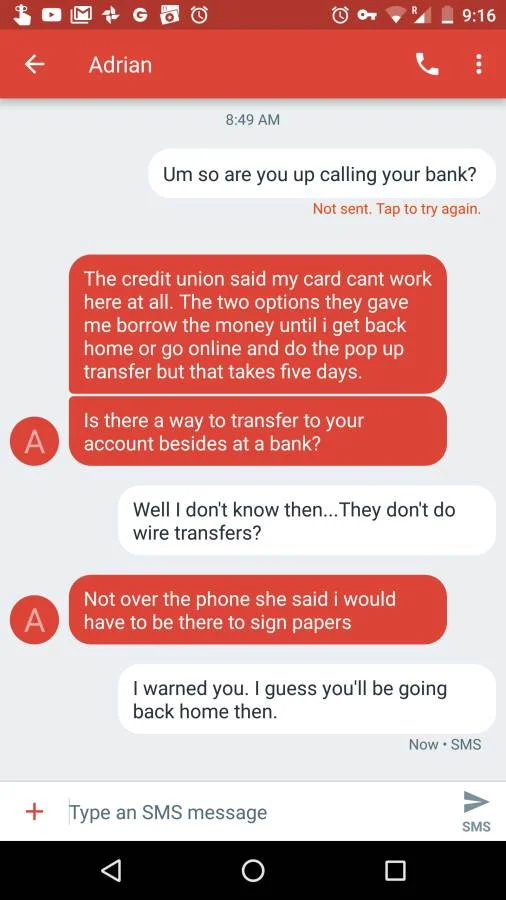 G R 9:16
Adrian
8:49 AM
Um so are you up calling your bank?
Not sent. Tap to try again.
The credit union said my card cant work
here at all. The two options they gave
me borrow the money until i get back
home or go online and do the pop up
transfer but that takes five days.
Is there a way to transfer to your
account besides at a bank?
A
Well I don't know then...They don't do
wire transfers?
Not over the phone she said i would
have to be there to sign papers
A
I warned you. I guess you'll be going
back home then.
Now • SMS
+ Type an SMS message
SMS